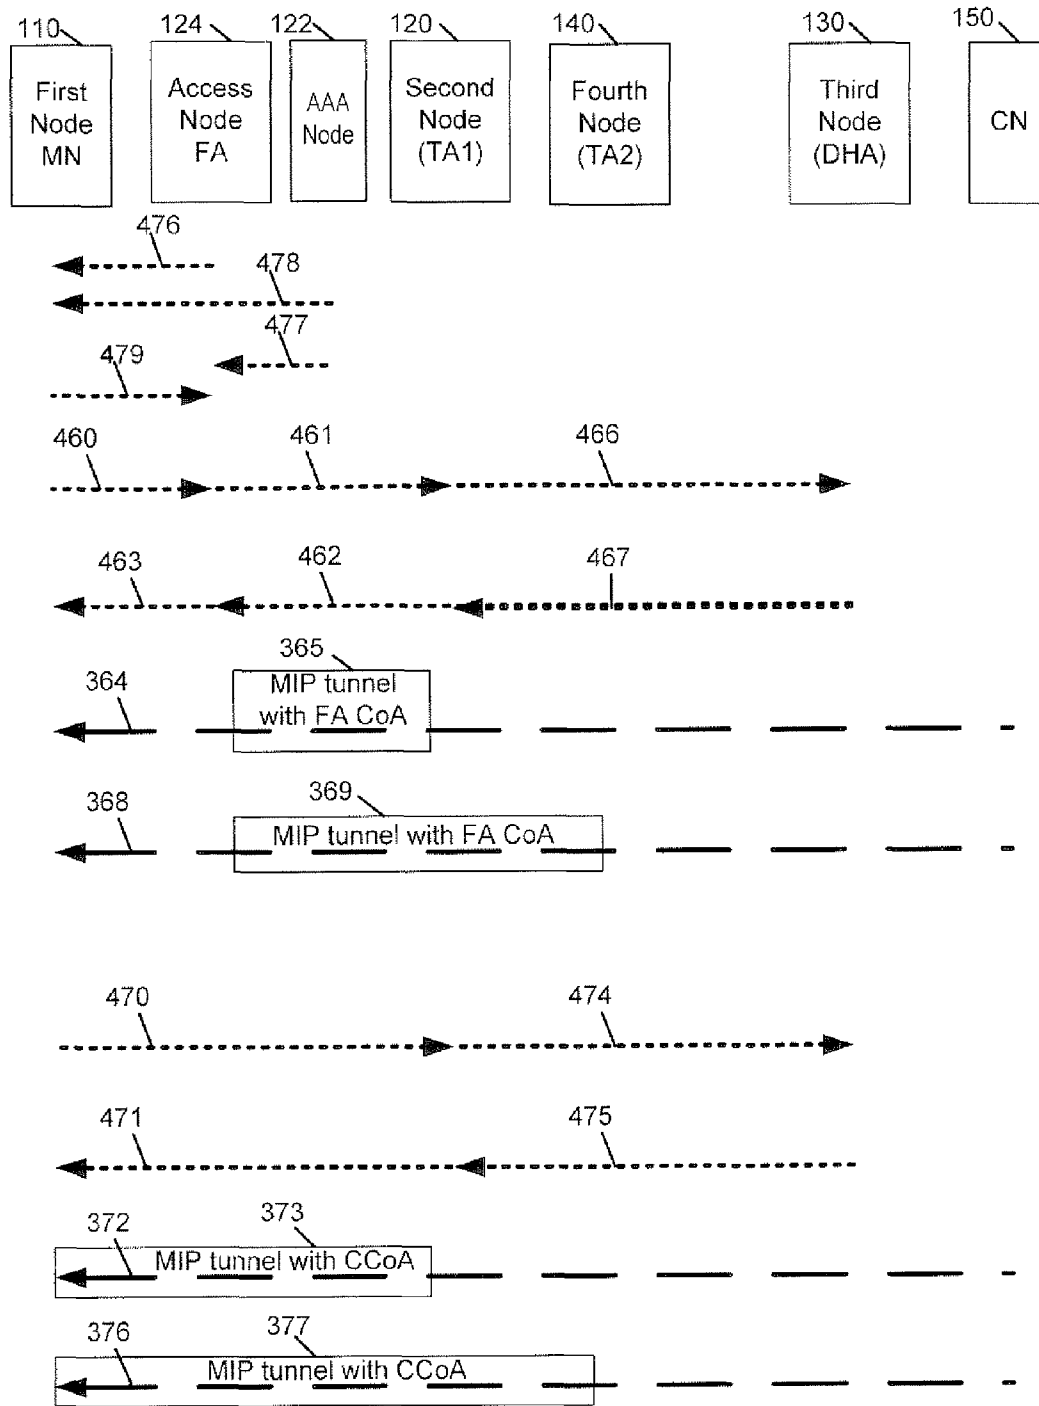 110
124
122
120
140
130
150
First
Node
MN
Access
Node
FA
AAA
Node
Second
Node
(TA1)
Fourth
Node
(TA2)
Third
Node
(DHA)
CN
476
478
477
479
460
461
466
463
462
467
365
364
MIP tunnel
with FA CoA
369
368
MIP tunnel with FA CoA
470
474
471
475
373
372
MIP tunnel with CCoA
377
376
MIP tunnel with CCoA